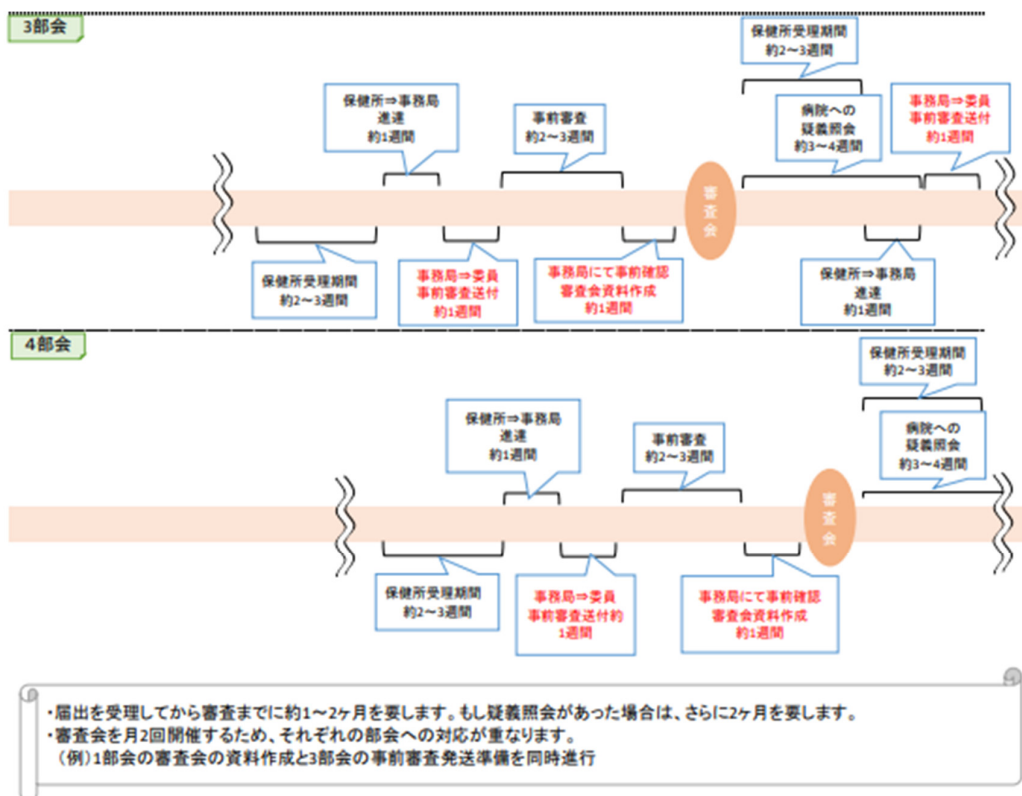 3部会
保健所受理期間
約2～3週間
保健所⇒事務局
進達
約1週間
事前審査
約2～3週間
病院への
疑義照会
約3～4週間
事務局⇒委員
事前審査送付
約1週間
審査会
保健所受理期間
約2～3週間
事務局⇒委員
事前審査送付
約1週間
事務局にて事前確認
審査会資料作成
約1週間
保健所⇒事務局
進達
約1週間
4部会
保健所受理期間
約2～3週間
保健所⇒事務局
進達
約1週間
事前審査
約2～3週間
病院への
疑義照会
約3～4週間
審査会
保健所受理期間
約2～3週間
事務局⇒委員
事前審査送付約
1週間
事務局にて事前確認
審査会資料作成
約1週間
・届出を受理してから審査までに約1～2ヶ月を要します。もし疑義照会があった場合は、さらに2ヶ月を要します。
・審査会を月2回開催するため、それぞれの部会への対応が重なります。
（例）1部会の審査会の資料作成と3部会の事前審査発送準備を同時進行